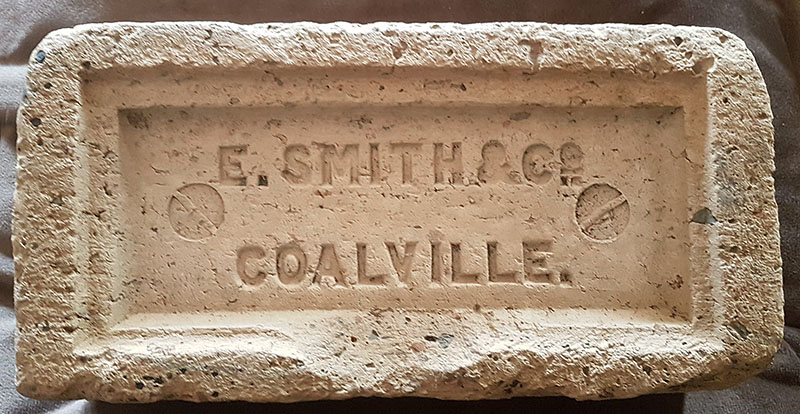 E. SMITH & Co
COALVILLE.